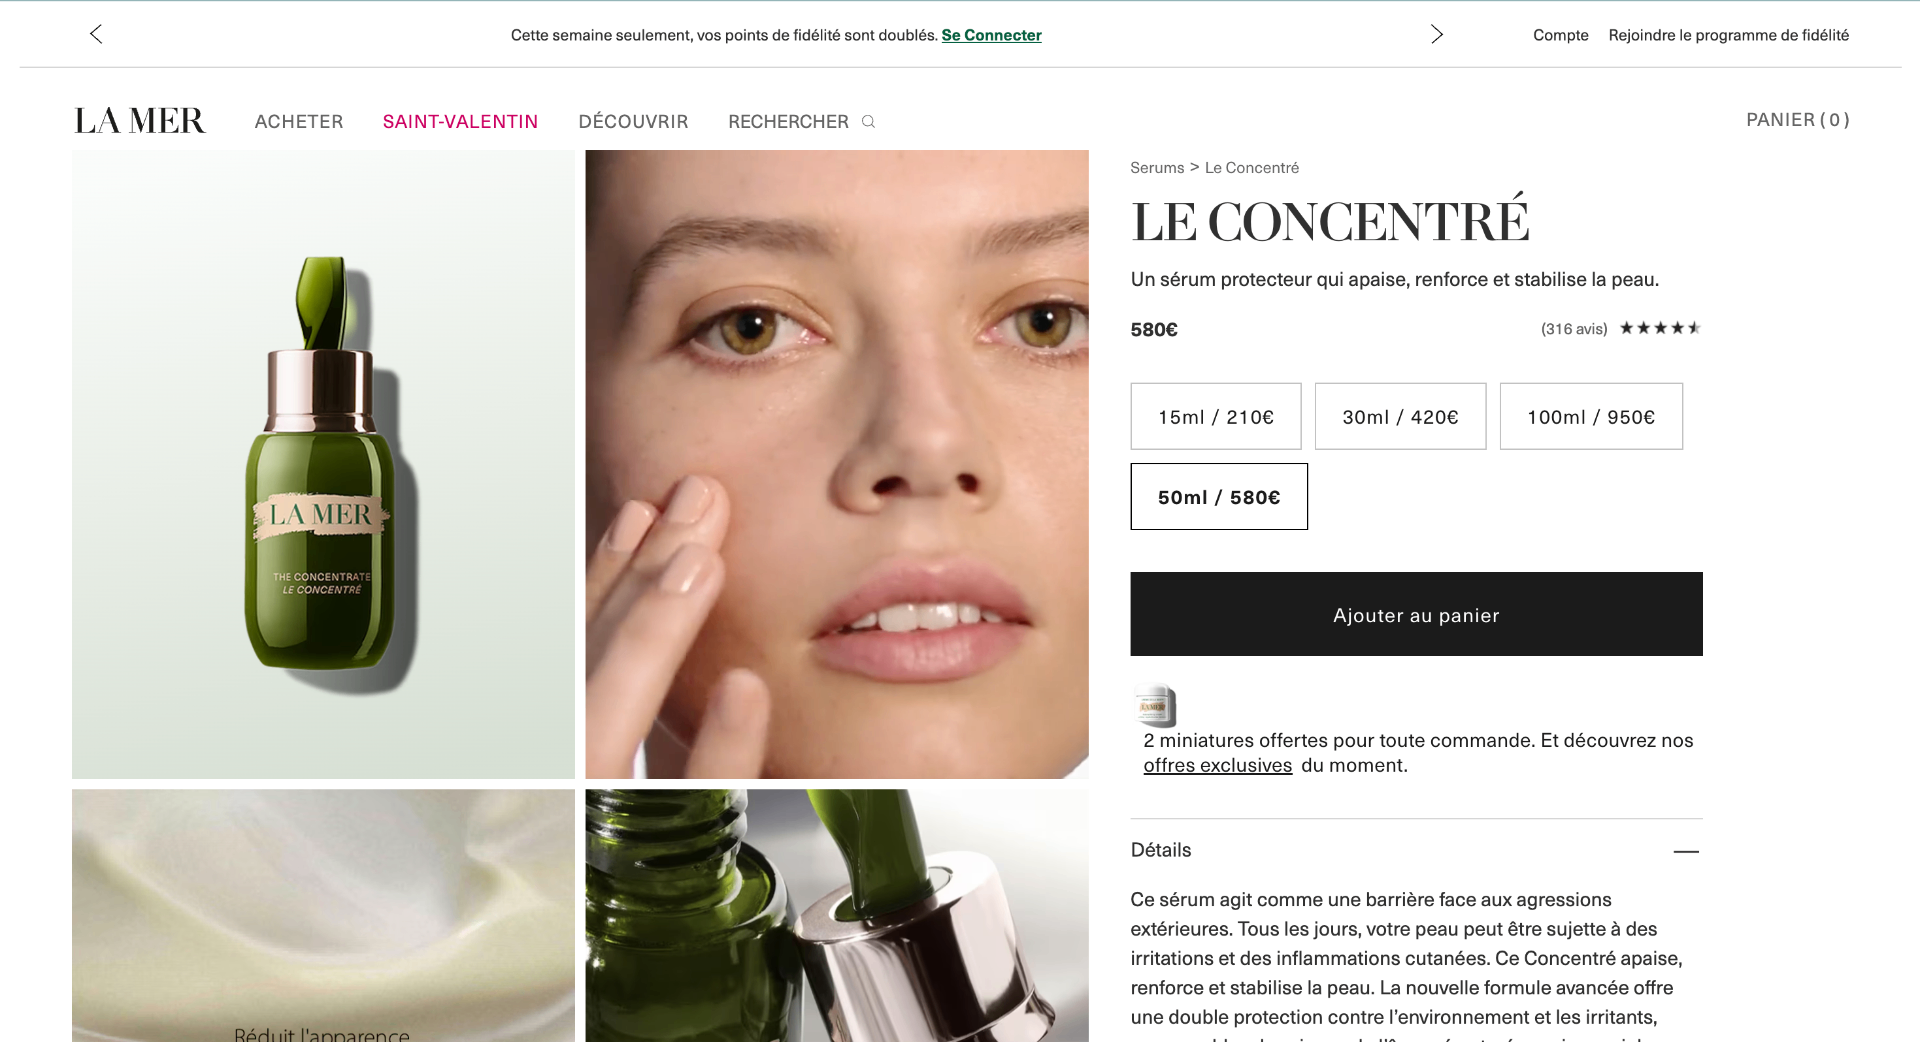 Cette semaine seulement, vos points de fidélité sont doublés. Se Connecter
Compte
Rejoindre le programme de fidélité
LA MER
ACHETER
SAINT-VALENTIN
DÉCOUVRIR
RECHERCHER
PANIER ( 0 )
LA MER
THE CONCENTRATE
LE CONCENTRÉ
Réduit l'apparence
Serums > Le Concentré
LE CONCENTRÉ
Un sérum protecteur qui apaise, renforce et stabilise la peau.
580€
(316 avis)
15ml / 210€
30ml / 420€
100ml / 950€
50ml / 580€
Ajouter au panier
LA MER
2 miniatures offertes pour toute commande. Et découvrez nos
offres exclusives du moment.
Détails
Ce sérum agit comme une barrière face aux agressions
extérieures. Tous les jours, votre peau peut être sujette à des
irritations et des inflammations cutanées. Ce Concentré apaise,
renforce et stabilise la peau. La nouvelle formule avancée offre
une double protection contre l’environnement et les irritants,